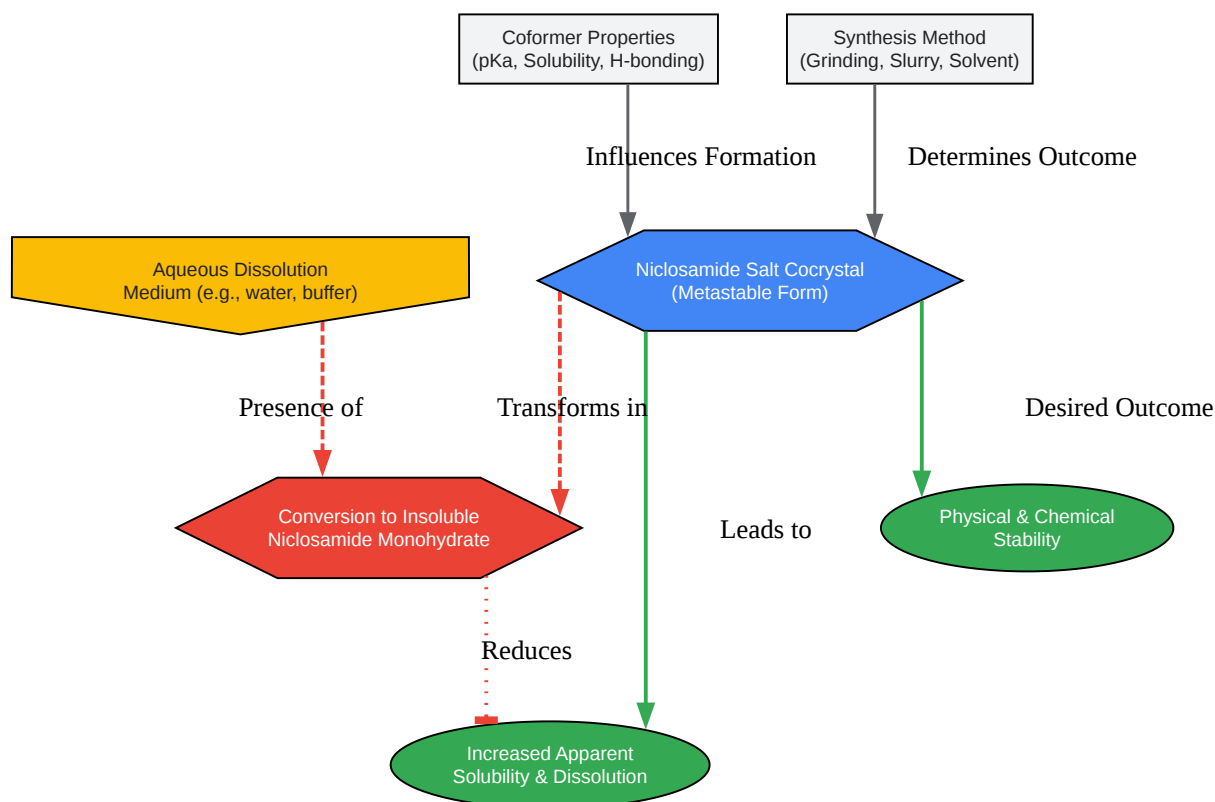 Coformer Properties
(pKa, Solubility, H-bonding)
Synthesis Method
(Grinding, Slurry, Solvent)
Influences Formation
Determines Outcome
Aqueous Dissolution
Medium (e.g., water, buffer)
Niclosamide Salt Cocrystal
(Metastable Form)
Presence of
Transforms in
Desired Outcome
Conversion to Insoluble
Niclosamide Monohydrate
Leads to
Physical & Chemical
Stability
Reduces
Increased Apparent
Solubility & Dissolution